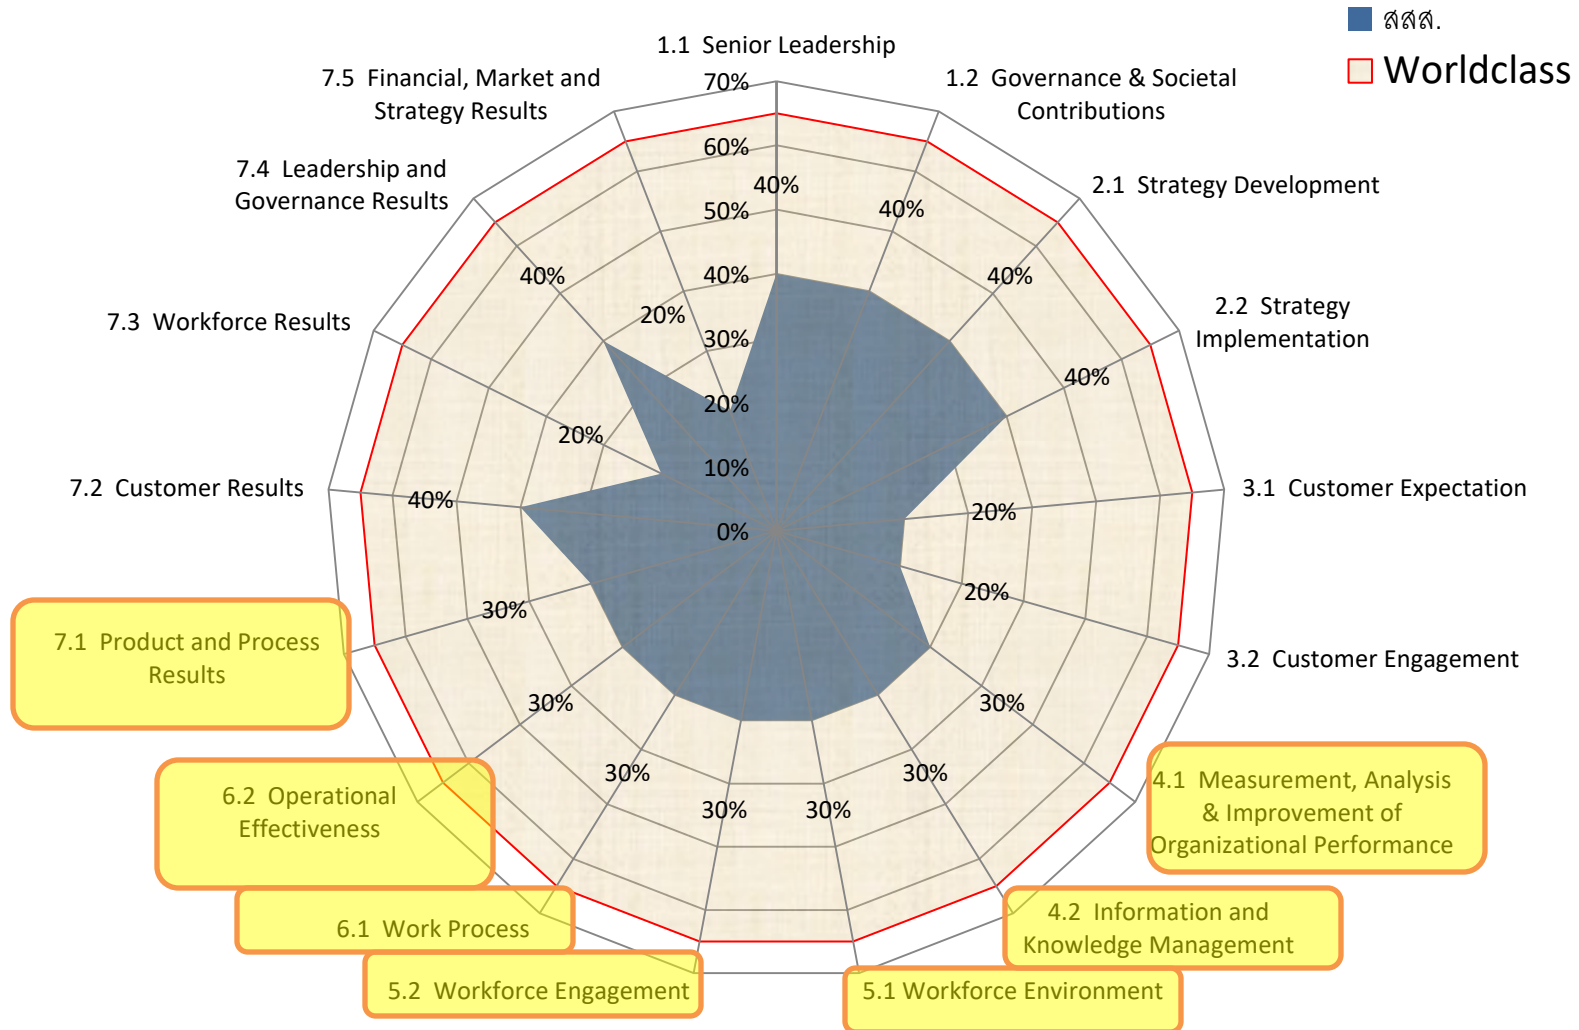 สสส.
Worldclass
1.1 Senior Leadership
1.2 Governance & Societal
Contributions
2.1 Strategy Development
2.2 Strategy
Implementation
3.1 Customer Expectation
3.2 Customer Engagement
4.1 Measurement, Analysis
& Improvement of
Organizational Performance
4.2 Information and
Knowledge Management
5.1 Workforce Environment
5.2 Workforce Engagement
6.1 Work Process
6.2 Operational
Effectiveness
7.1 Product and Process
Results
7.2 Customer Results
7.3 Workforce Results
7.4 Leadership and
Governance Results
7.5 Financial, Market and
Strategy Results
70%
60%
50%
40%
30%
20%
10%
0%
40%
40%
40%
40%
20%
20%
30%
30%
30%
30%
30%
30%
30%
40%
20%
40%
20%